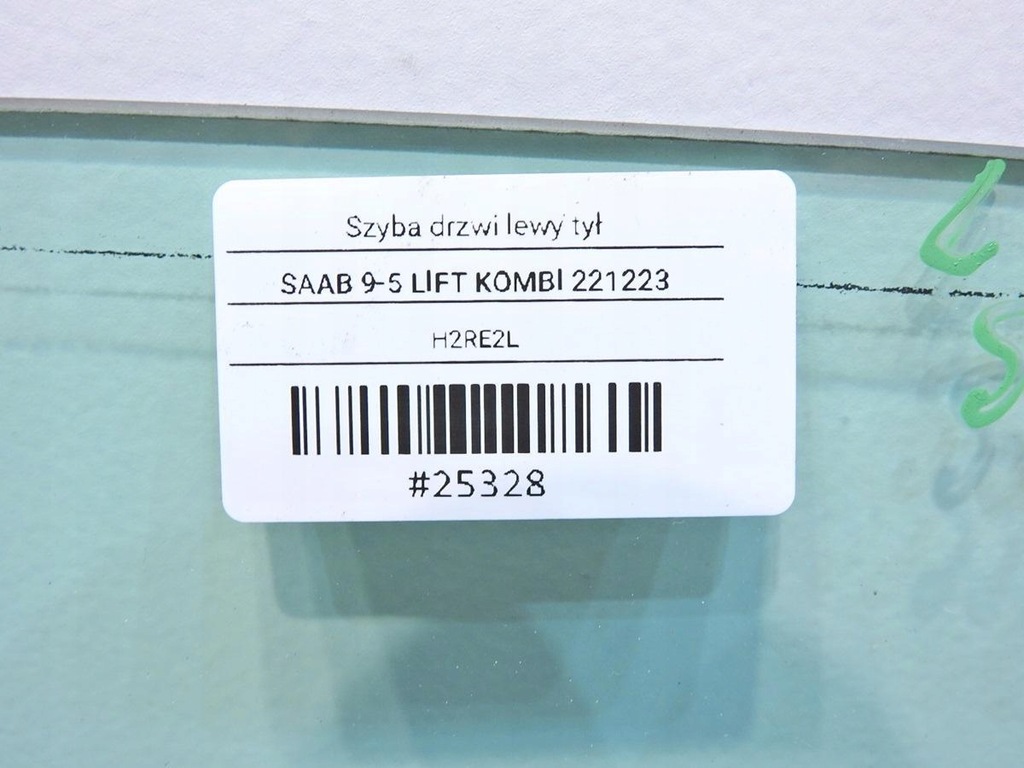 Szyba drzwi lewy tył
SAAB 9-5 LIFT KOMBI 221223
H2RE2L
#25328
L
S